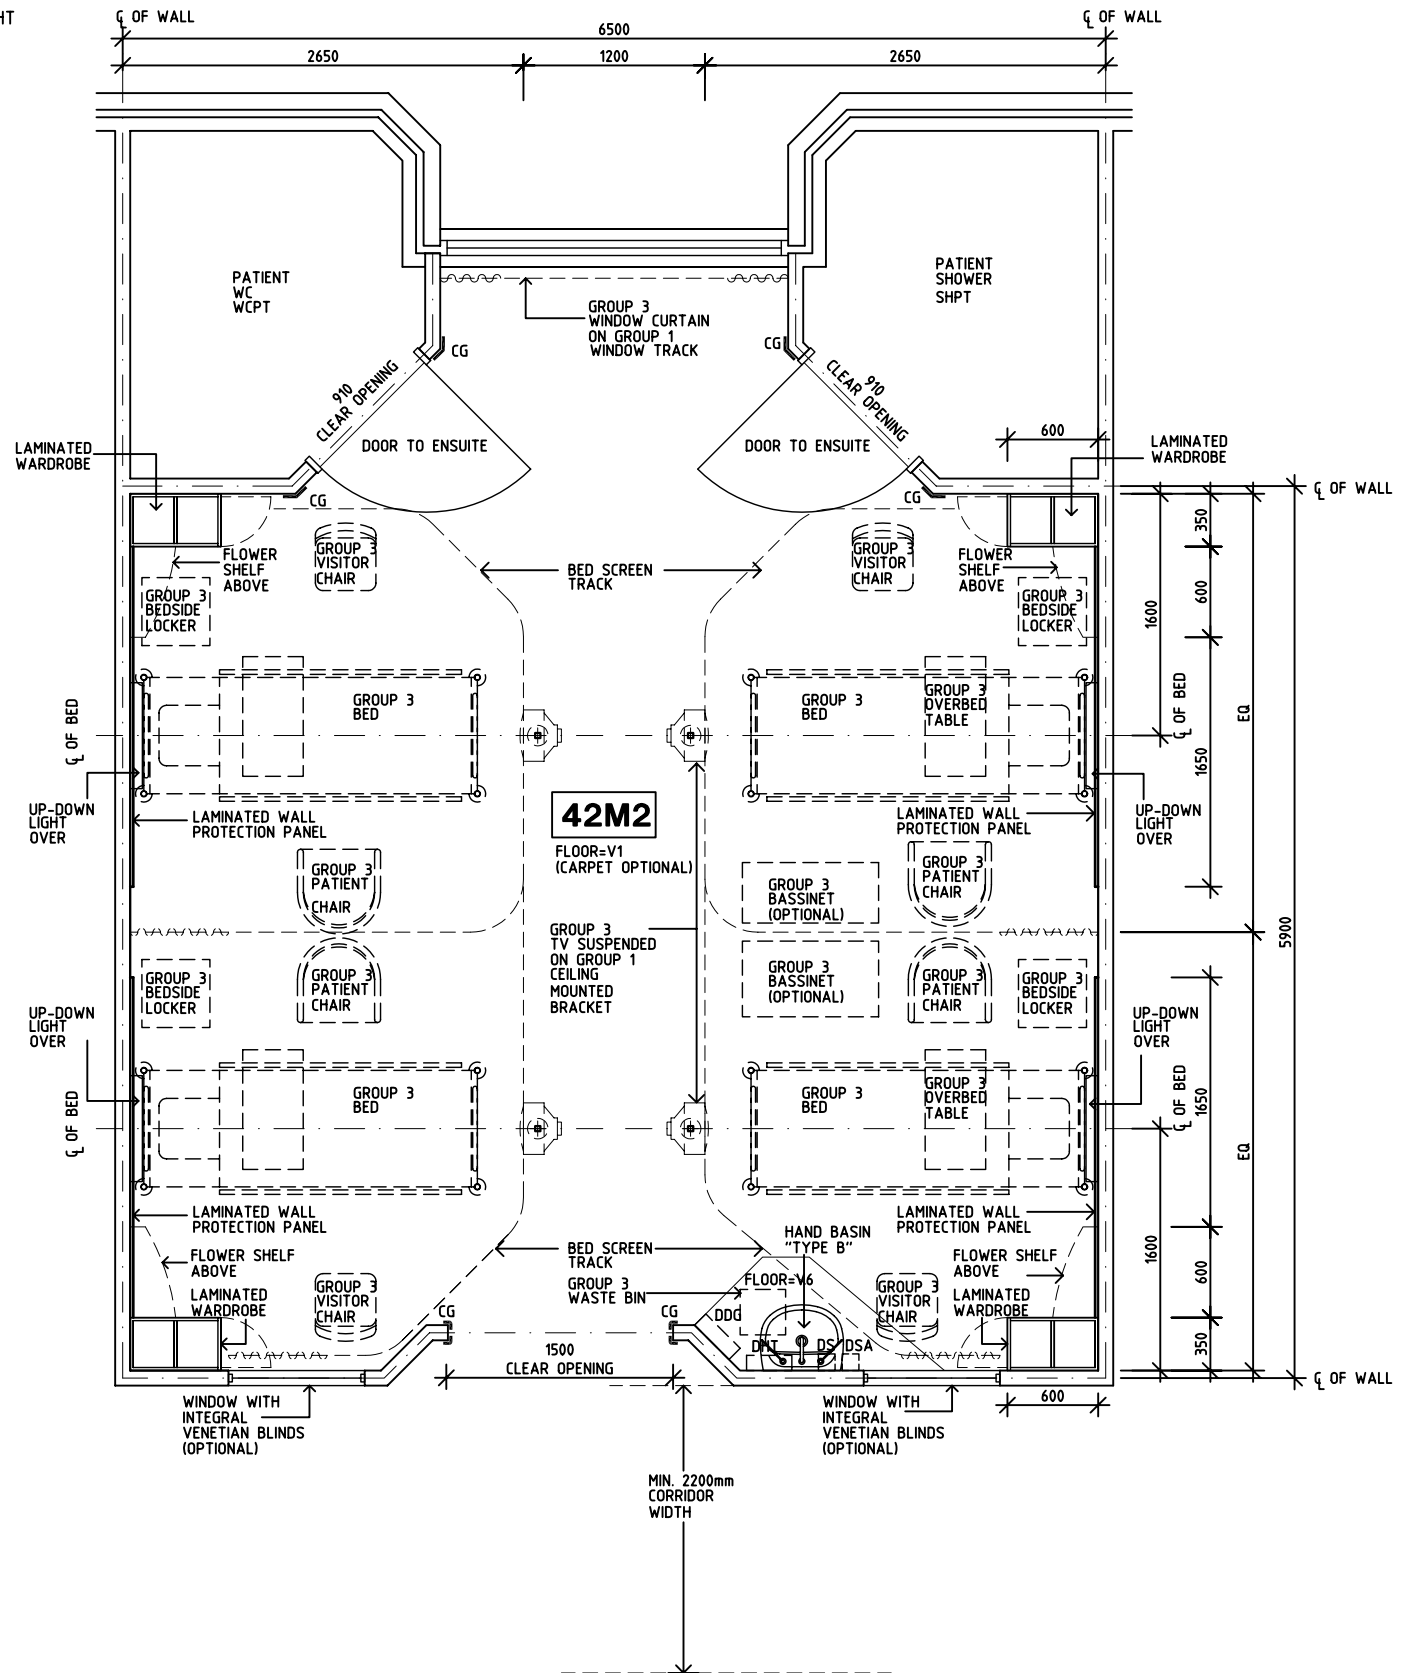 HT
℄ OF WALL
℄ OF WALL
6500
2650
1200
2650
PATIENT
WC
WCPT
PATIENT
SHOWER
SHPT
GROUP 3
WINDOW CURTAIN
ON GROUP 1
WINDOW TRACK
CG
CG
910
CLEAR OPENING
910
CLEAR OPENING
DOOR TO ENSUITE
DOOR TO ENSUITE
600
LAMINATED
WARDROBE
LAMINATED
WARDROBE
CG
CG
℄ OF WALL
350
GROUP 3
VISITOR
CHAIR
GROUP 3
VISITOR
CHAIR
FLOWER
SHELF
ABOVE
FLOWER
SHELF
ABOVE
BED SCREEN
TRACK
GROUP 3
BEDSIDE
LOCKER
GROUP 3
BEDSIDE
LOCKER
600
1600
GROUP 3
BED
GROUP 3
BED
GROUP 3
OVERBED
TABLE
℄ OF BED
℄ OF BED
EQ
1650
UP-DOWN
LIGHT
OVER
LAMINATED WALL
PROTECTION PANEL
42M2
FLOOR=V1
(CARPET OPTIONAL)
LAMINATED WALL
PROTECTION PANEL
UP-DOWN
LIGHT
OVER
GROUP 3
PATIENT
CHAIR
GROUP 3
BASSINET
(OPTIONAL)
GROUP 3
PATIENT
CHAIR
GROUP 3
TV SUSPENDED
ON GROUP 1
CEILING
MOUNTED
BRACKET
5900
GROUP 3
BEDSIDE
LOCKER
GROUP 3
PATIENT
CHAIR
GROUP 3
BASSINET
(OPTIONAL)
GROUP 3
PATIENT
CHAIR
GROUP 3
BEDSIDE
LOCKER
UP-DOWN
LIGHT
OVER
UP-DOWN
LIGHT
OVER
GROUP 3
BED
GROUP 3
BED
GROUP 3
OVERBED
TABLE
℄ OF BED
℄ OF BED
1650
EQ
LAMINATED WALL
PROTECTION PANEL
LAMINATED WALL
PROTECTION PANEL
FLOWER SHELF
ABOVE
BED SCREEN
TRACK
HAND BASIN
"TYPE B"
FLOWER SHELF
ABOVE
1600
600
GROUP 3
VISITOR
CHAIR
LAMINATED
WARDROBE
GROUP 3
WASTE BIN
FLOOR=V6
GROUP 3
VISITOR
CHAIR
LAMINATED
WARDROBE
CG
CG
DDG
DMT
DS
DSA
350
1500
CLEAR OPENING
℄ OF WALL
600
WINDOW WITH
INTEGRAL
VENETIAN BLINDS
(OPTIONAL)
WINDOW WITH
INTEGRAL
VENETIAN BLINDS
(OPTIONAL)
MIN. 2200mm
CORRIDOR
WIDTH